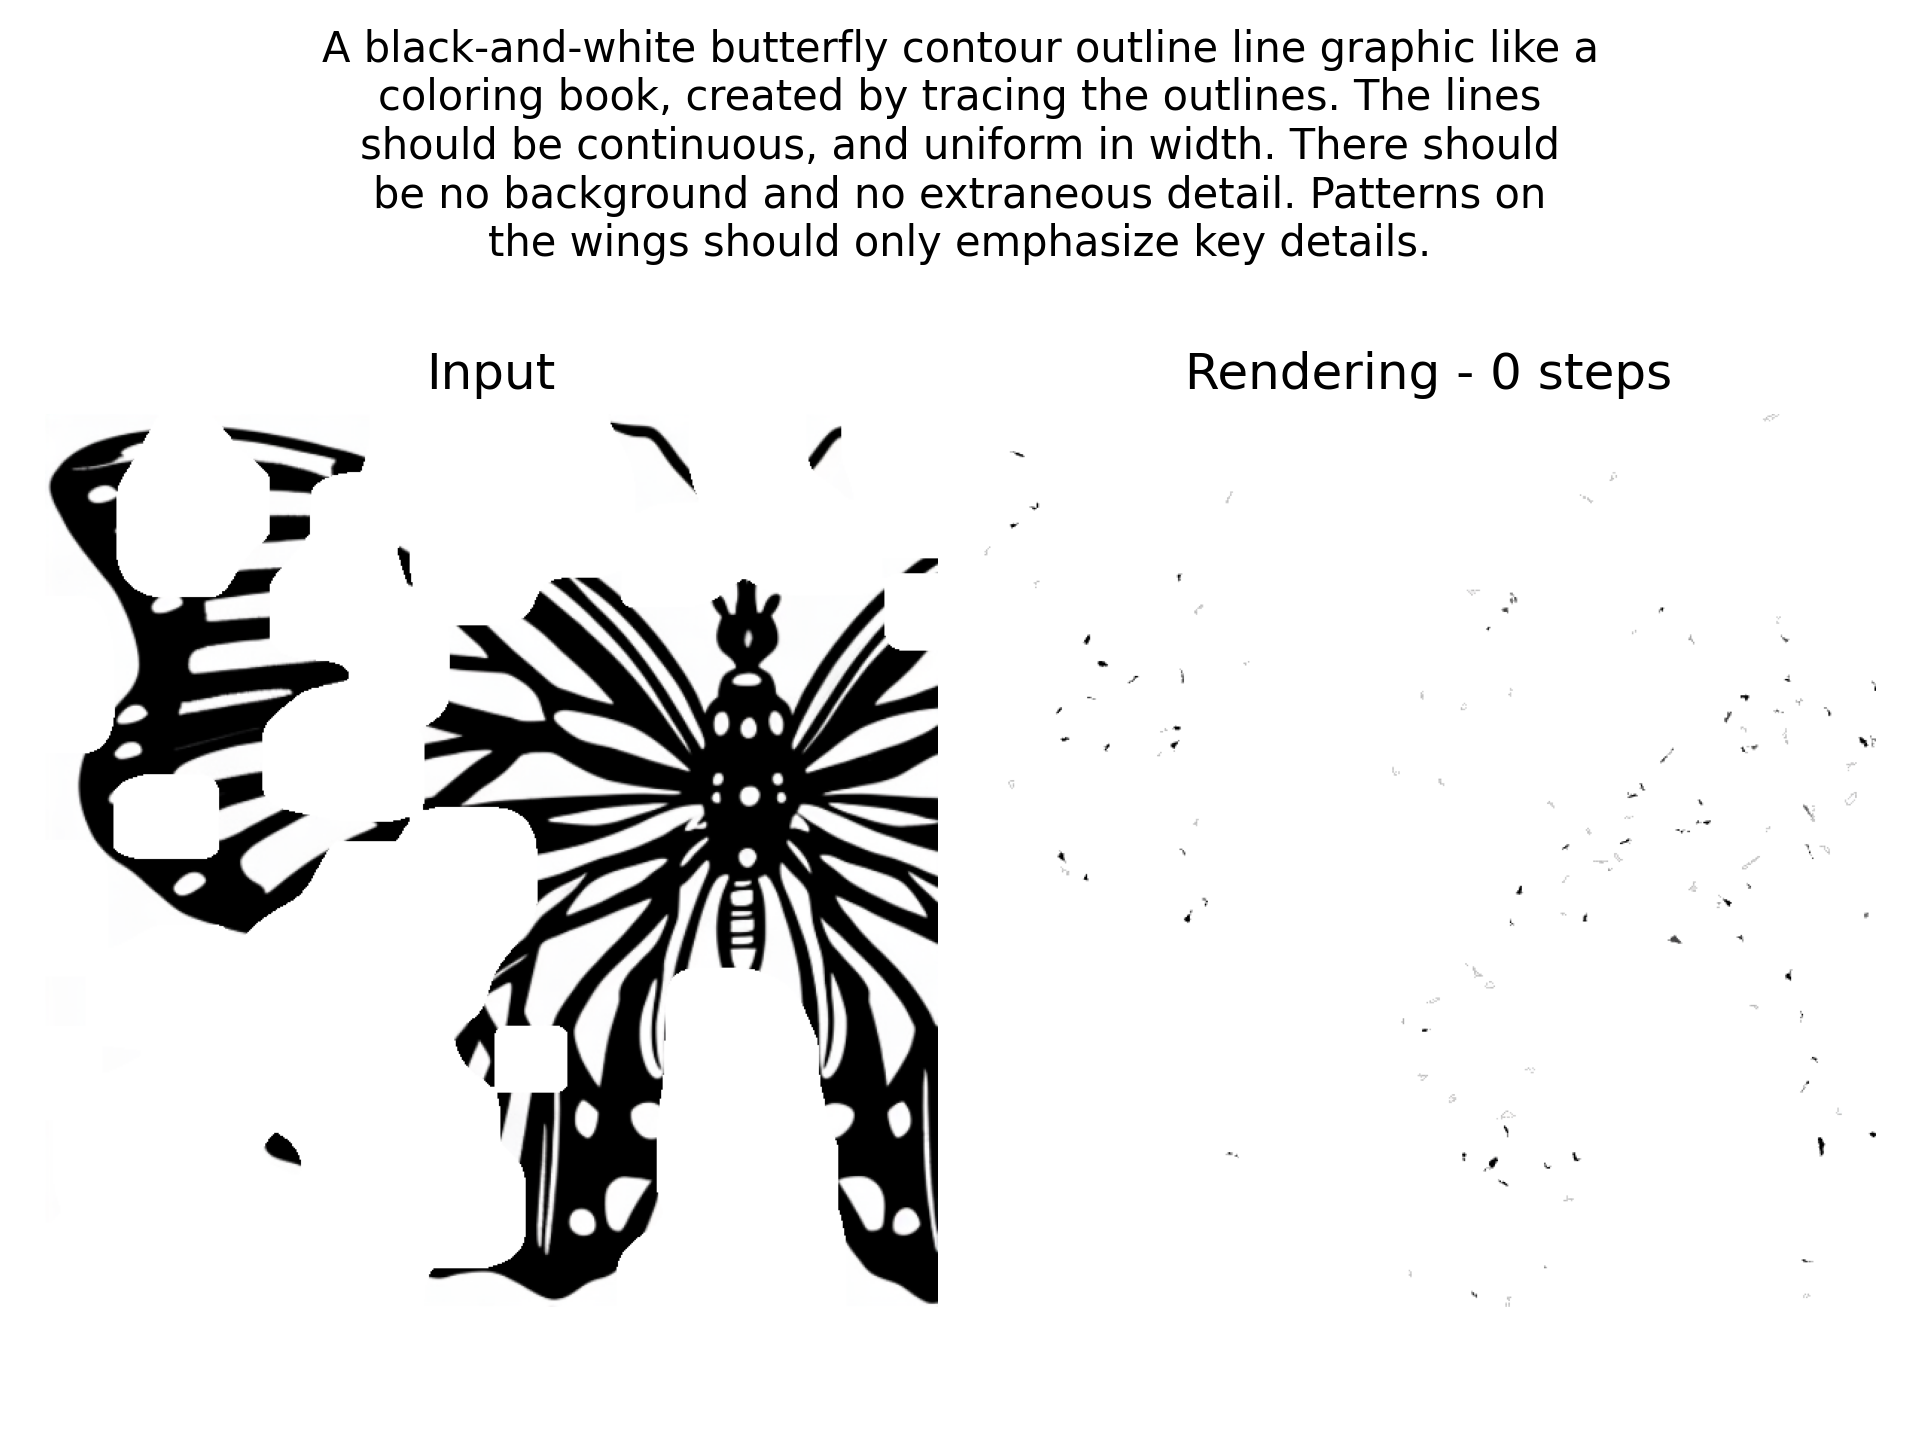 A black-and-white butterfly contour outline line graphic like a
coloring book, created by tracing the outlines. The lines
should be continuous, and uniform in width. There should
be no background and no extraneous detail. Patterns on
the wings should only emphasize key details.
Input
Rendering - 0 steps